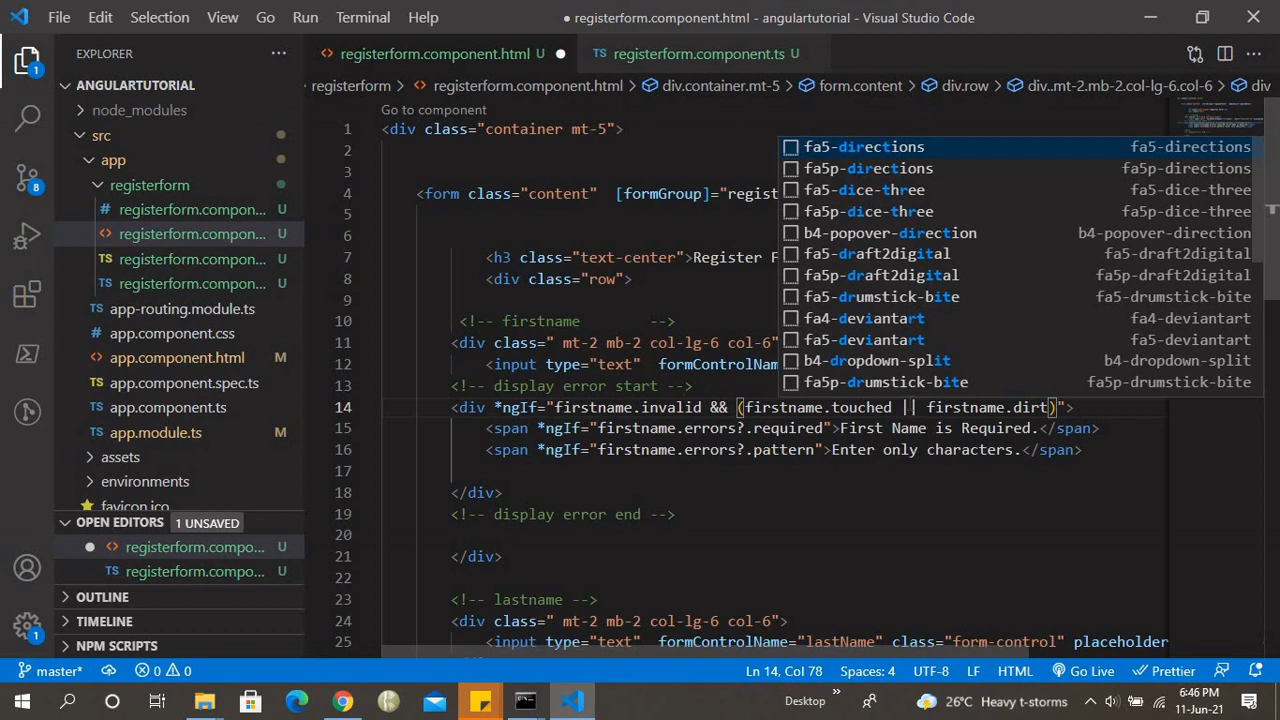 File Edit Selection View Go Run Terminal Help ● registerform.component.html - angulartutorial - Visual Studio Code
EXPLORER ···
registerform.component.html U ●
TS registerform.component.ts U
ANGULARTUTORIAL
registerform > registerform.component.html > div.container.mt-5 > form.content > div.row > div..mt-2.mb-2.col-lg-6.col-6 > div
node_modules
src
app
registerform
# registerform.compon... U
registerform.compon... U
TS registerform.compon... U
TS registerform.compon... U
TS app-routing.module.ts U
# app.component.css
app.component.html M
TS app.component.spec.ts
TS app.component.ts
TS app.module.ts M
assets
environments
favicon.ico
OPEN EDITORS 1 UNSAVED
● registerform.compo... U
TS registerform.compo... U
OUTLINE
TIMELINE
NPM SCRIPTS
1
8
1
Go to component
1 <div class="container mt-5">
2
3
4 <form class="content" [formGroup]="regist
5
6
7 <h3 class="text-center">Register F
8 <div class="row">
9
10 <!-- firstname -->
11 <div class=" mt-2 mb-2 col-lg-6 col-6"
12 <input type="text" formControlName
13 <!-- display error start -->
14 <div *ngIf="firstname.invalid && (firstname.touched || firstname.dirt)">
15 <span *ngIf="firstname.errors?.required">First Name is Required.</span>
16 <span *ngIf="firstname.errors?.pattern">Enter only characters.</span>
17
18 </div>
19 <!-- display error end -->
20
21 </div>
22
23 <!-- lastname -->
24 <div class=" mt-2 mb-2 col-lg-6 col-6">
25 <input type="text" formControlName="lastName" class="form-control" placeholder
fa5-directions fa5-directions
fa5p-directions fa5p-directions
fa5-dice-three fa5-dice-three
fa5p-dice-three fa5p-dice-three
b4-popover-direction b4-popover-direction
fa5-draft2digital fa5-draft2digital
fa5p-draft2digital fa5p-draft2digital
fa5-drumstick-bite fa5-drumstick-bite
fa4-deviantart fa4-deviantart
fa5-deviantart fa5-deviantart
b4-dropdown-split b4-dropdown-split
fa5p-drumstick-bite fa5p-drumstick-bite
master* 0 0 Ln 14, Col 78 Spaces: 4 UTF-8 LF HTML Go Live Prettier
Desktop » 26°C Heavy t-storms 6:46 PM
11-Jun-21